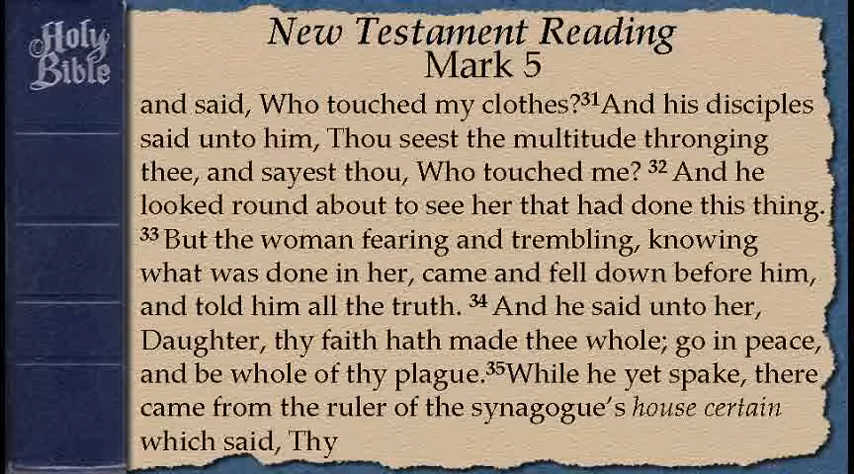 Holy
Bible
New Testament Reading
Mark 5
and said, Who touched my clothes?³¹And his disciples
said unto him, Thou seest the multitude thronging
thee, and sayest thou, Who touched me? ³² And he
looked round about to see her that had done this thing.
³³ But the woman fearing and trembling, knowing
what was done in her, came and fell down before him,
and told him all the truth. ³⁴ And he said unto her,
Daughter, thy faith hath made thee whole; go in peace,
and be whole of thy plague.³⁵While he yet spake, there
came from the ruler of the synagogue's house certain
which said, Thy